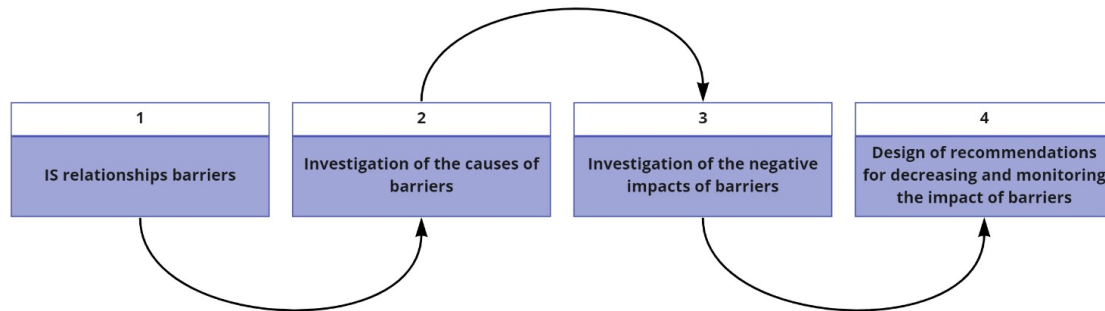 1
IS relationships barriers
2
Investigation of the causes of
barriers
3
Investigation of the negative
impacts of barriers
4
Design of recommendations
for decreasing and monitoring
the impact of barriers